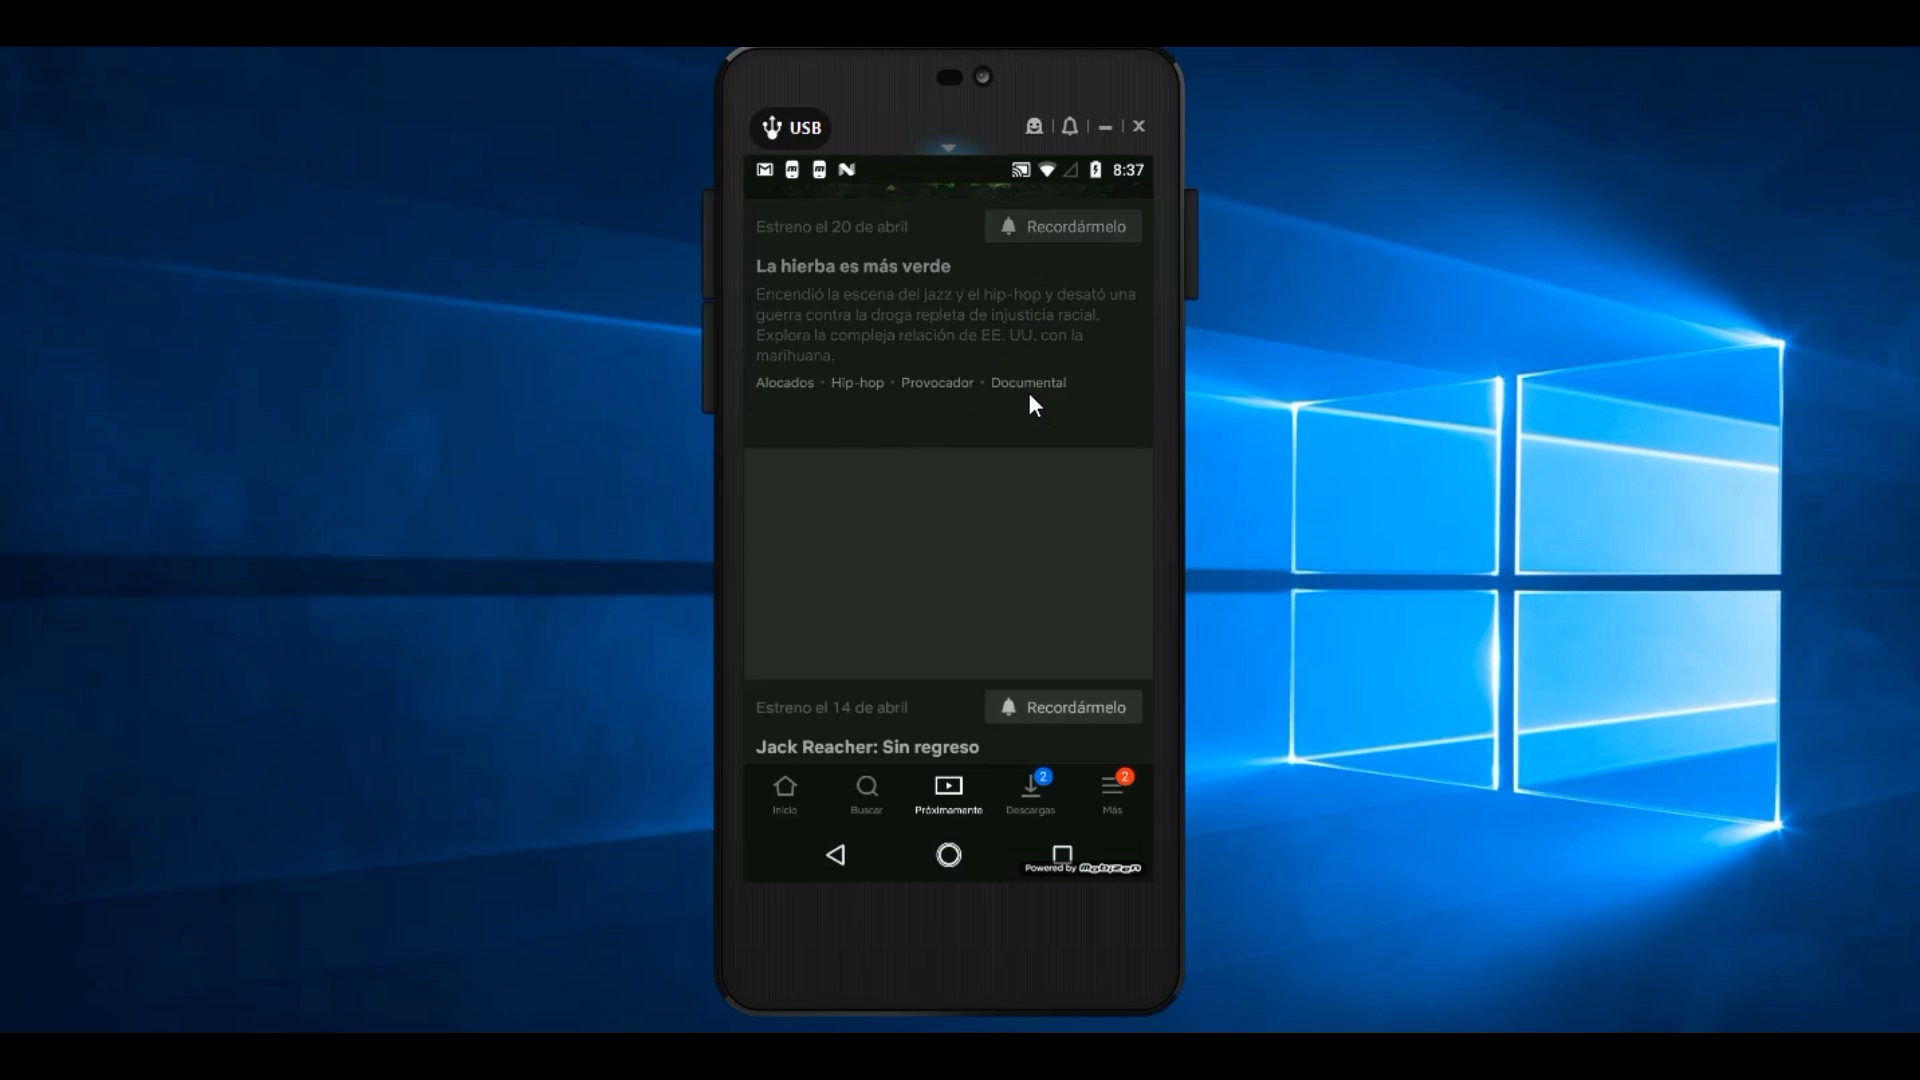 USB
8:37
Estreno el 20 de abril
Recordármelo
La hierba es más verde
Encendió la escena del jazz y el hip-hop y desató una
guerra contra la droga repleta de injusticia racial.
Explora la compleja relación de EE. UU. con la
marihuana.
Alocados • Hip-hop • Provocador • Documental
Estreno el 14 de abril
Recordármelo
Jack Reacher: Sin regreso
2
2
Inicio
Buscar
Próximamente
Descargas
Más
Powered by mobizen